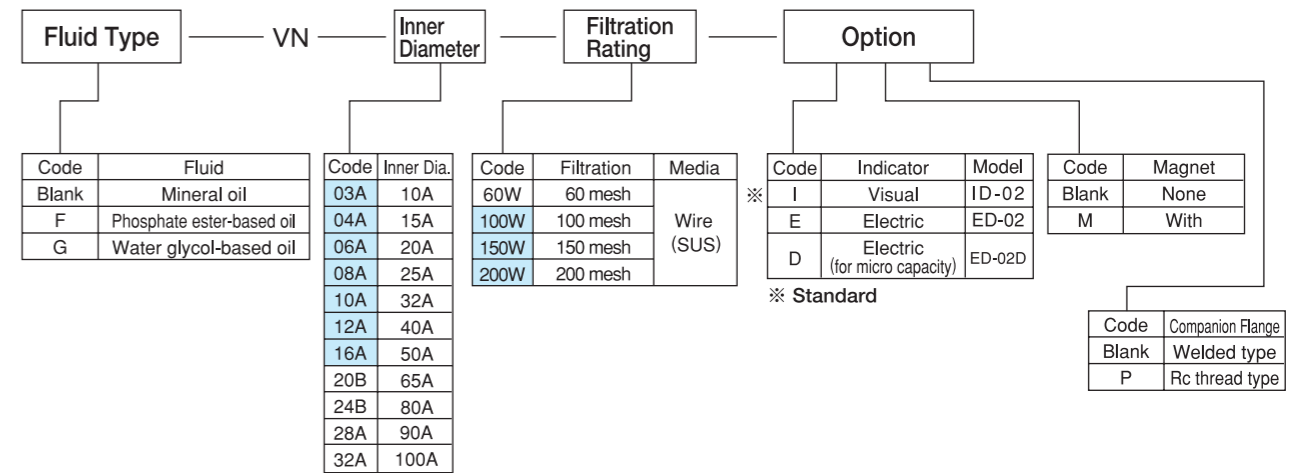 Fluid Type VN Inner Diameter Filtration Rating Option
Code Fluid
Blank Mineral oil
F Phosphate ester-based oil
G Water glycol-based oil
Code Inner Dia.
03A 10A
04A 15A
06A 20A
08A 25A
10A 32A
12A 40A
16A 50A
20B 65A
24B 80A
28A 90A
32A 100A
Code Filtration Media
60W 60 mesh
100W 100 mesh
150W 150 mesh
200W 200 mesh
Wire
(SUS)
Code Indicator Model
※ I Visual ID-02
E Electric ED-02
D Electric (for micro capacity) ED-02D
※ Standard
Code Magnet
Blank None
M With
Code Companion Flange
Blank Welded type
P Rc thread type